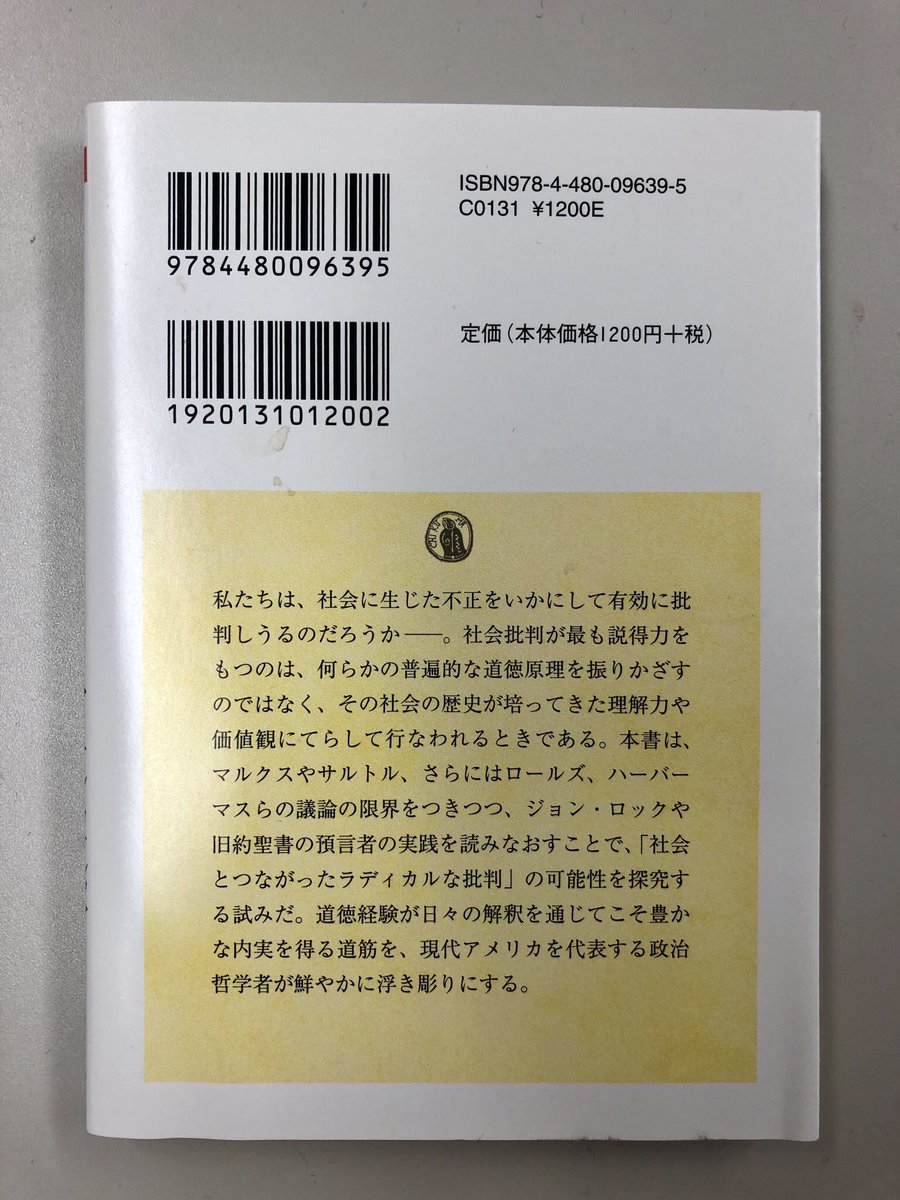 ISBN978-4-480-09639-5
C0131 ¥1200E
9784480096395
定価(本体価格1200円+税)
1920131012002
CHIKUMA
私たちは、社会に生じた不正をいかにして有効に批
判しうるのだろうか――。社会批判が最も説得力を
もつのは、何らかの普遍的な道徳原理を振りかざす
のではなく、その社会の歴史が培ってきた理解力や
価値観にてらして行なわれるときである。本書は、
マルクスやサルトル、さらにはロールズ、ハーバー
マスらの議論の限界をつきつつ、ジョン・ロックや
旧約聖書の預言者の実践を読みなおすことで、「社会
とつながったラディカルな批判」の可能性を探究す
る試みだ。道徳経験が日々の解釈を通じてこそ豊か
な内実を得る道筋を、現代アメリカを代表する政治
哲学者が鮮やかに浮き彫りにする。